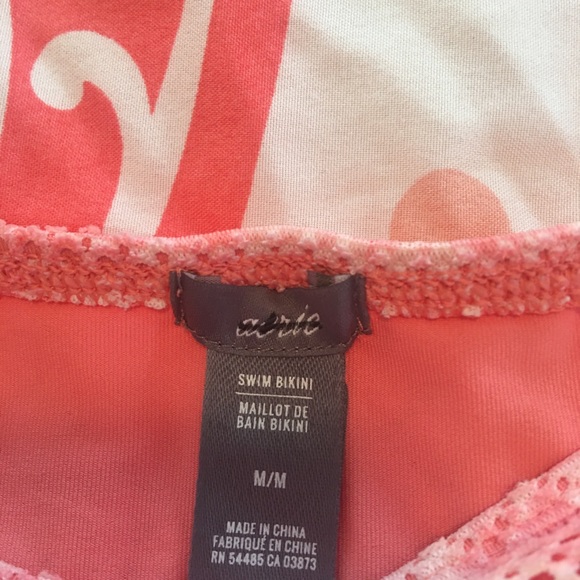 aerie
SWIM BIKINI
MAILLOT DE
BAIN BIKINI
M/M
MADE IN CHINA
FABRIQUÉ EN CHINE
RN 54485 CA 03873